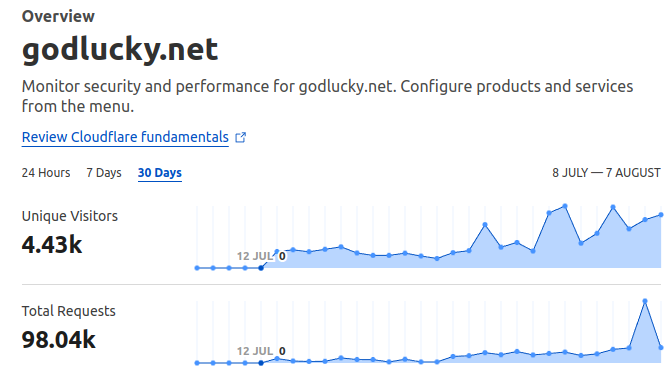 Overview
godlucky.net
Monitor security and performance for godlucky.net. Configure products and services
from the menu.
Review Cloudflare fundamentals
24 Hours 7 Days 30 Days 8 JULY — 7 AUGUST
Unique Visitors
4.43k
12 JUL 0
Total Requests
98.04k
12 JUL 0